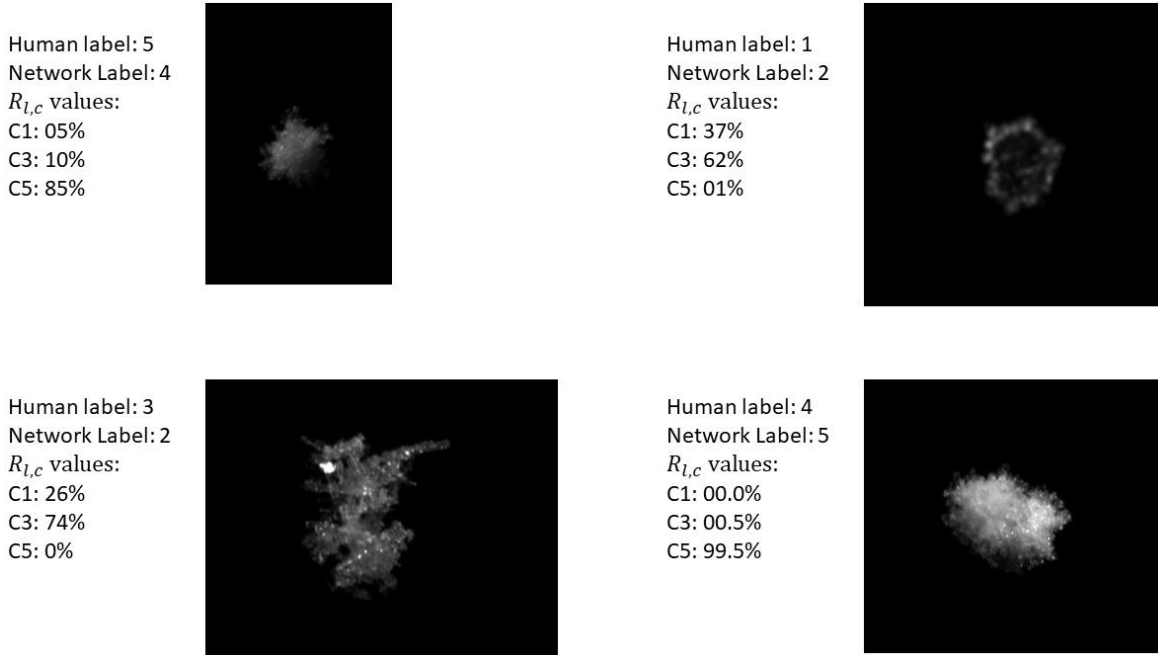 Human label: 5
Network Label: 4
R_{l,c} values:
C1: 05%
C3: 10%
C5: 85%
Human label: 1
Network Label: 2
R_{l,c} values:
C1: 37%
C3: 62%
C5: 01%
Human label: 3
Network Label: 2
R_{l,c} values:
C1: 26%
C3: 74%
C5: 0%
Human label: 4
Network Label: 5
R_{l,c} values:
C1: 00.0%
C3: 00.5%
C5: 99.5%